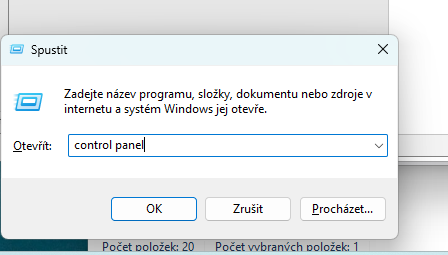 Spustit
Zadejte název programu, složky, dokumentu nebo zdroje v
internetu a systém Windows jej otevře.
Otevřít: control panel
OK Zrušit Procházet...
Počet položek: 20 Počet vybraných položek: 1